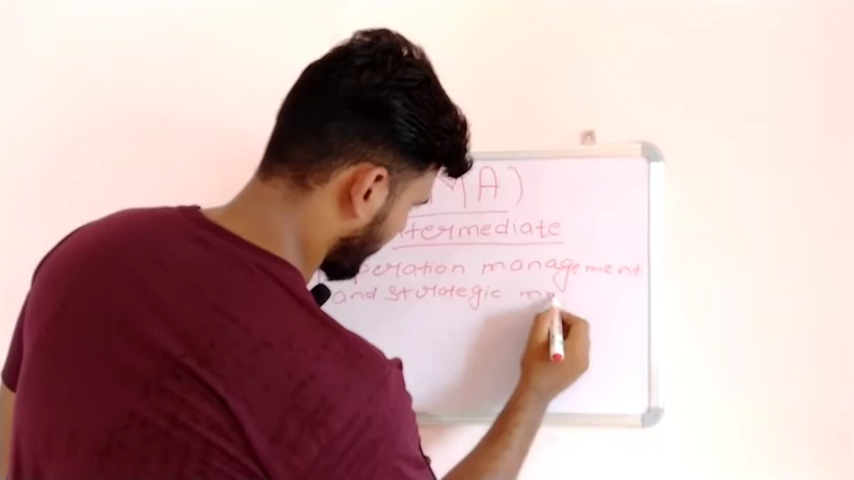 MA)
ntermediate
peration management
and strategic m